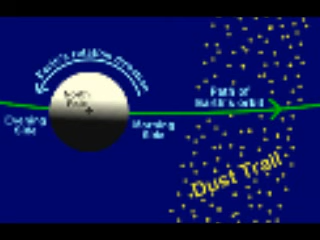 Earth's rotation direction
North
Pole
Path of
Earth's orbit
Evening
Side
Morning
Side
Dust Trail